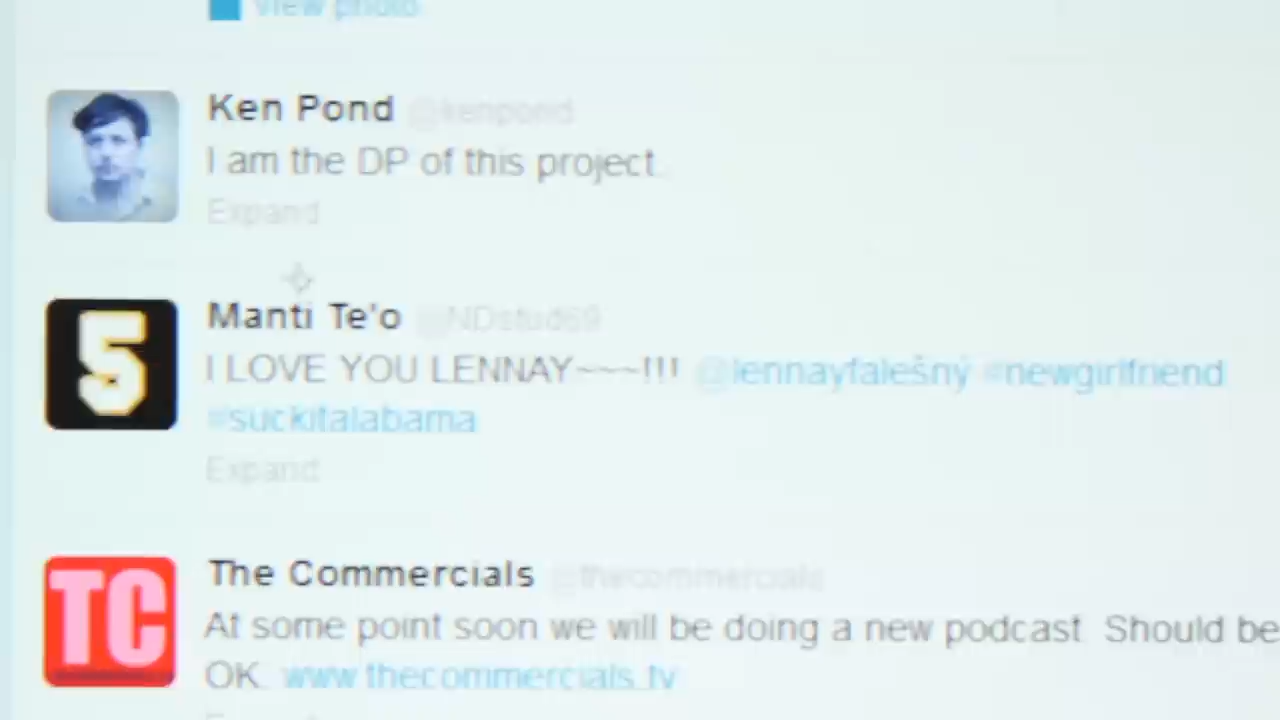 View photo
Ken Pond @kenpond
I am the DP of this project.
Expand
5
Manti Te'o @NDstud69
I LOVE YOU LENNAY~~~!!! @lennayfalešný #newgirlfriend
#suckitalabama
Expand
TC
The Commercials @thecommercials
At some point soon we will be doing a new podcast. Should be
OK. www.thecommercials.tv